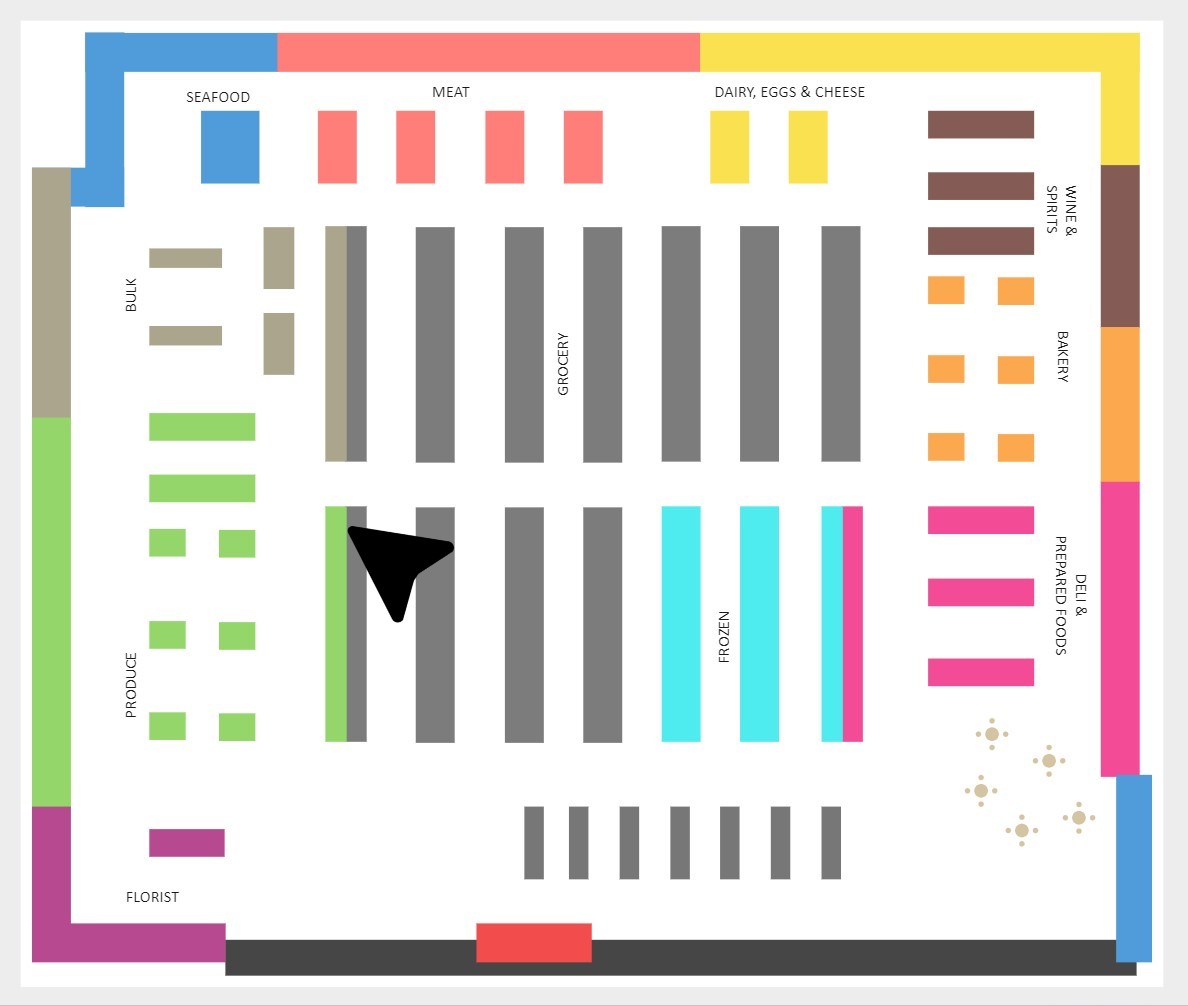 SEAFOOD
MEAT
DAIRY, EGGS & CHEESE
WINE &
SPIRITS
BULK
GROCERY
BAKERY
PRODUCE
FROZEN
DELI &
PREPARED FOODS
FLORIST